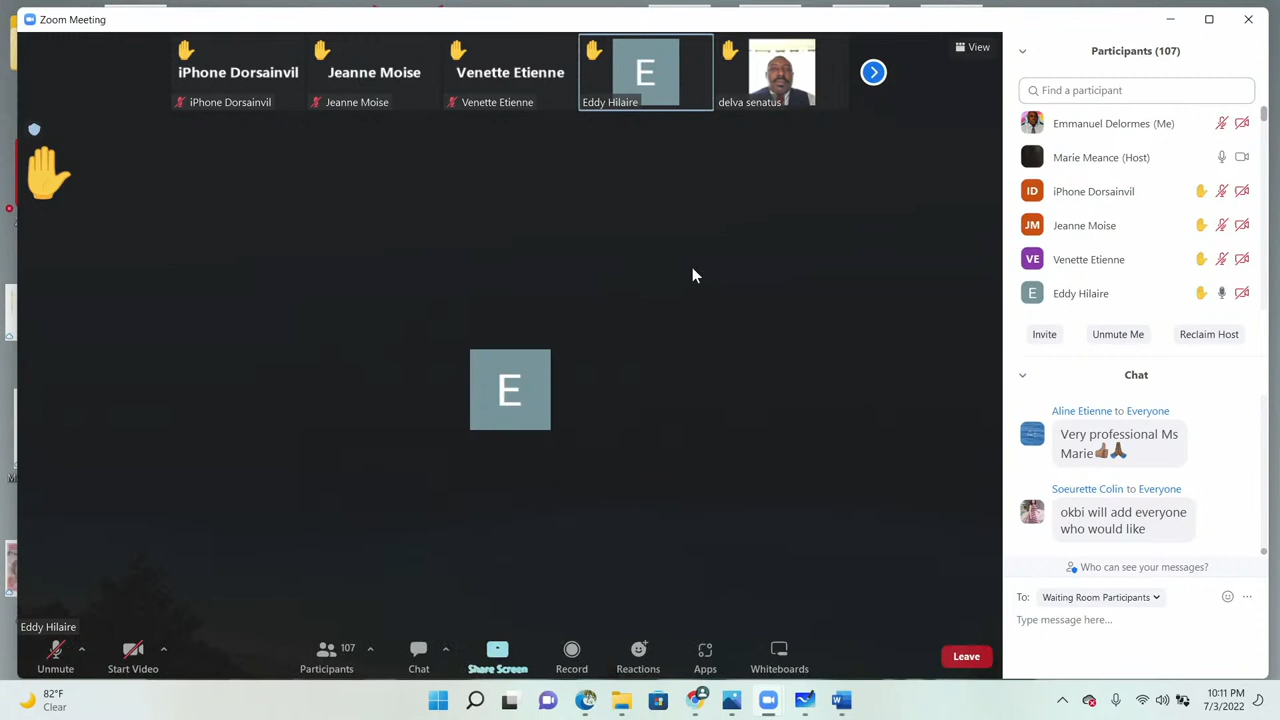 Zoom Meeting
iPhone Dorsainvil
Jeanne Moise
Venette Etienne
E
iPhone Dorsainvil
Jeanne Moise
Venette Etienne
Eddy Hilaire
delva senatus
View
E
Eddy Hilaire
Participants (107)
Find a participant
Emmanuel Delormes (Me)
Marie Meance (Host)
ID iPhone Dorsainvil
JM Jeanne Moise
VE Venette Etienne
E Eddy Hilaire
Invite Unmute Me Reclaim Host
Chat
Aline Etienne to Everyone
Very professional Ms
Marie👍🏾🙏🏾
Soeurette Colin to Everyone
okbi will add everyone
who would like
Who can see your messages?
To: Waiting Room Participants
Type message here...
107
Unmute Start Video Participants Chat Share Screen Record Reactions Apps Whiteboards Leave
82°F
Clear
10:11 PM
7/3/2022